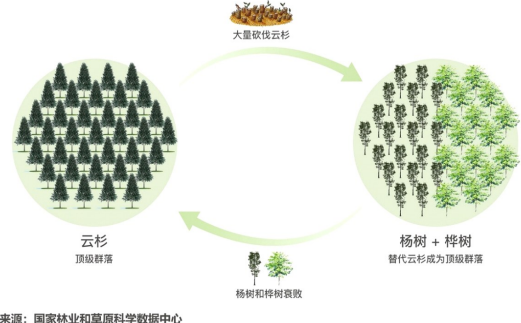 大量砍伐云杉
云杉
顶级群落
杨树 + 桦树
替代云杉成为顶级群落
杨树和桦树衰败
来源：国家林业和草原科学数据中心